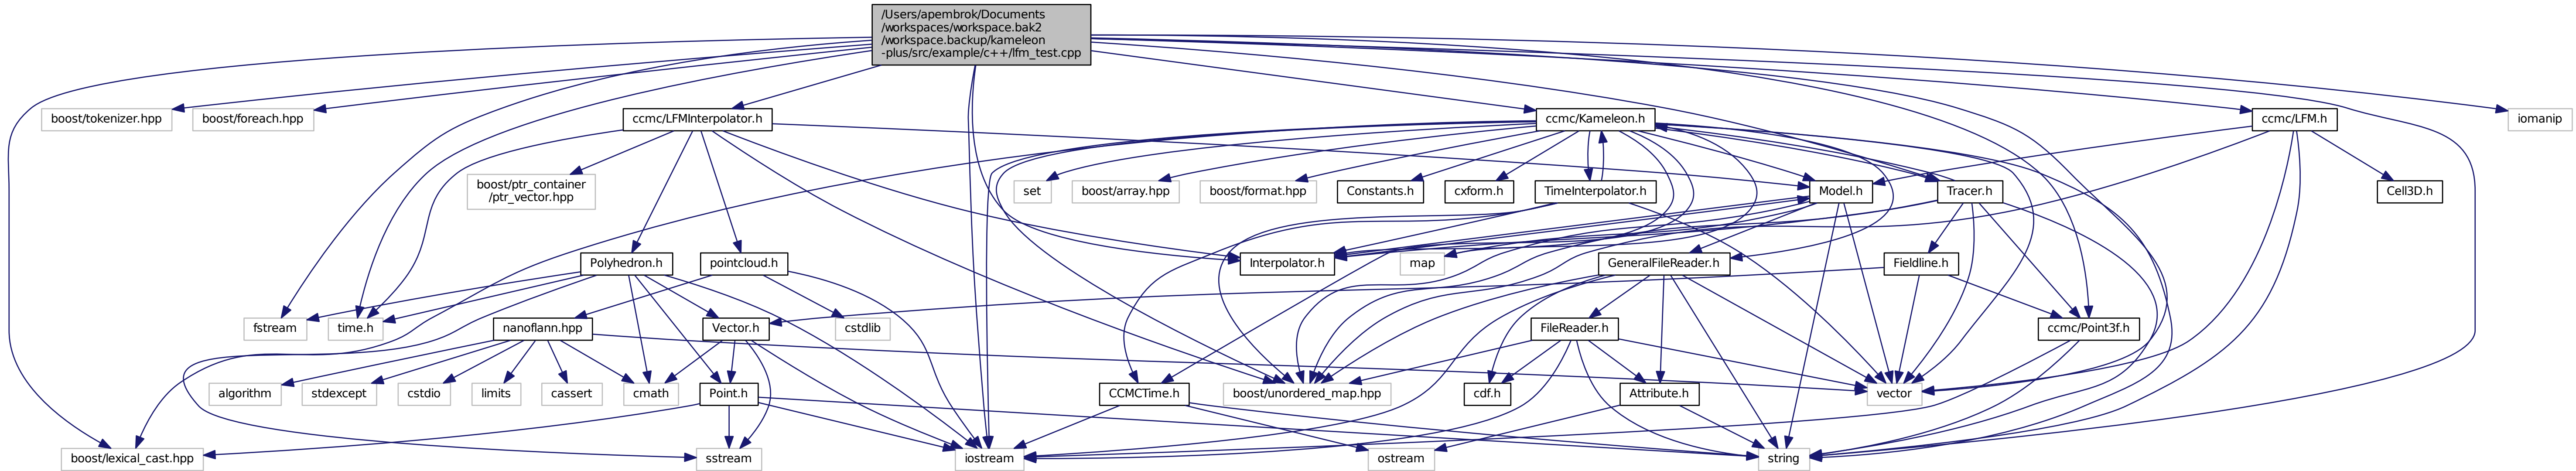 /Users/apembrok/Documents
/workspaces/workspace.bak2
/workspace.backup/kameleon
-plus/src/example/c++/lfm_test.cpp
boost/tokenizer.hpp
boost/foreach.hpp
ccmc/LFMInterpolator.h
ccmc/Kameleon.h
ccmc/LFM.h
iomanip
boost/ptr_container
/ptr_vector.hpp
set
boost/array.hpp
boost/format.hpp
Constants.h
cxform.h
TimeInterpolator.h
Model.h
Tracer.h
Cell3D.h
Polyhedron.h
pointcloud.h
Interpolator.h
map
GeneralFileReader.h
Fieldline.h
fstream
time.h
nanoflann.hpp
Vector.h
cstdlib
FileReader.h
ccmc/Point3f.h
algorithm
stdexcept
cstdio
limits
cassert
cmath
Point.h
CCMCTime.h
boost/unordered_map.hpp
cdf.h
Attribute.h
vector
boost/lexical_cast.hpp
sstream
iostream
ostream
string